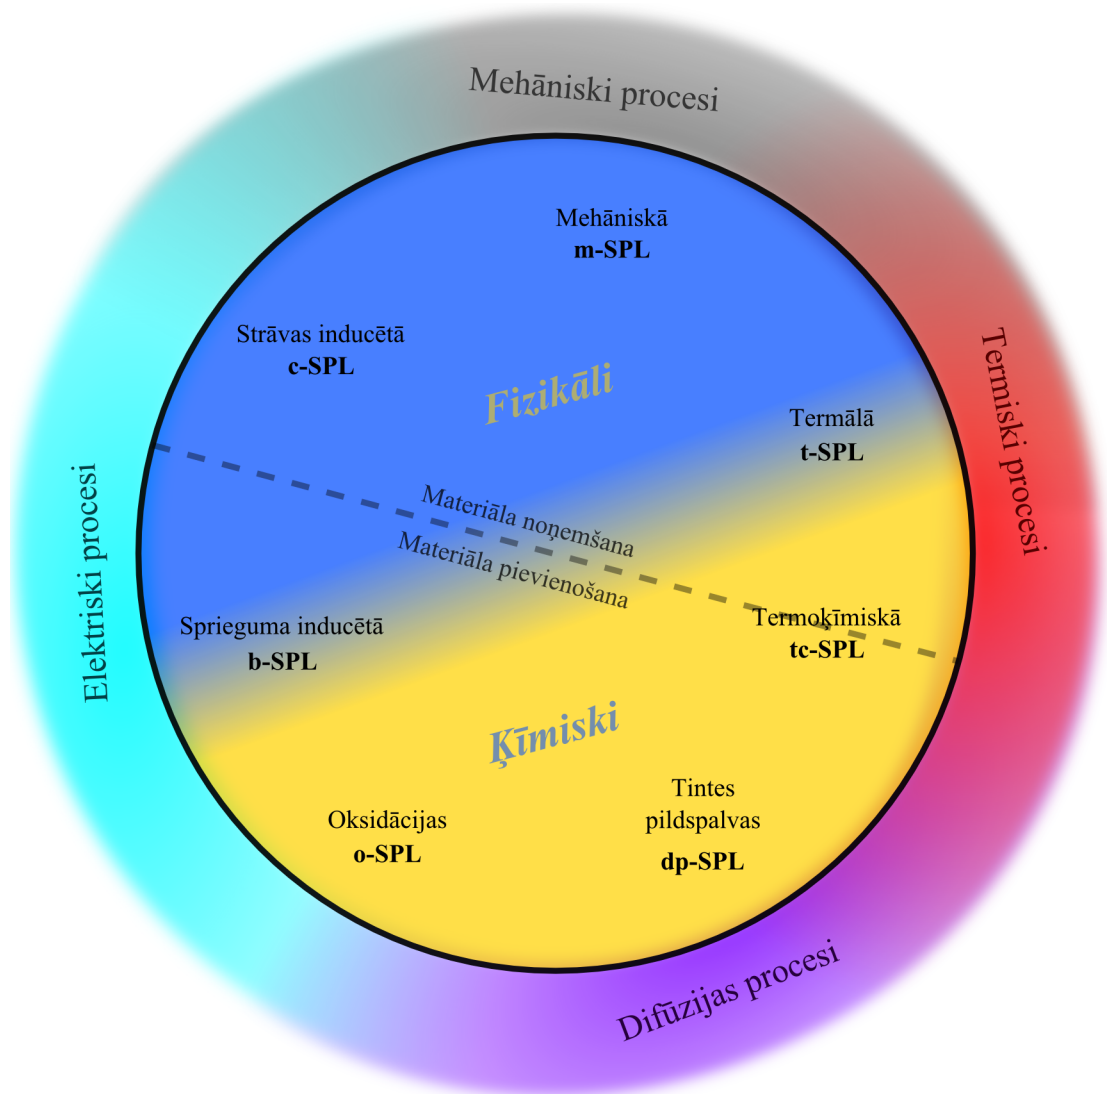 Mehāniski procesi
Mehāniskā
m-SPL
Strāvas inducētā
c-SPL
Fizikāli
Termiski procesi
Termālā
t-SPL
Elektriski procesi
Materiāla noņemšana
Materiāla pievienošana
Termoķīmiskā
tc-SPL
Sprieguma inducētā
b-SPL
Ķīmiski
Oksidācijas
o-SPL
Tintes
pildspalvas
dp-SPL
Difūzijas procesi